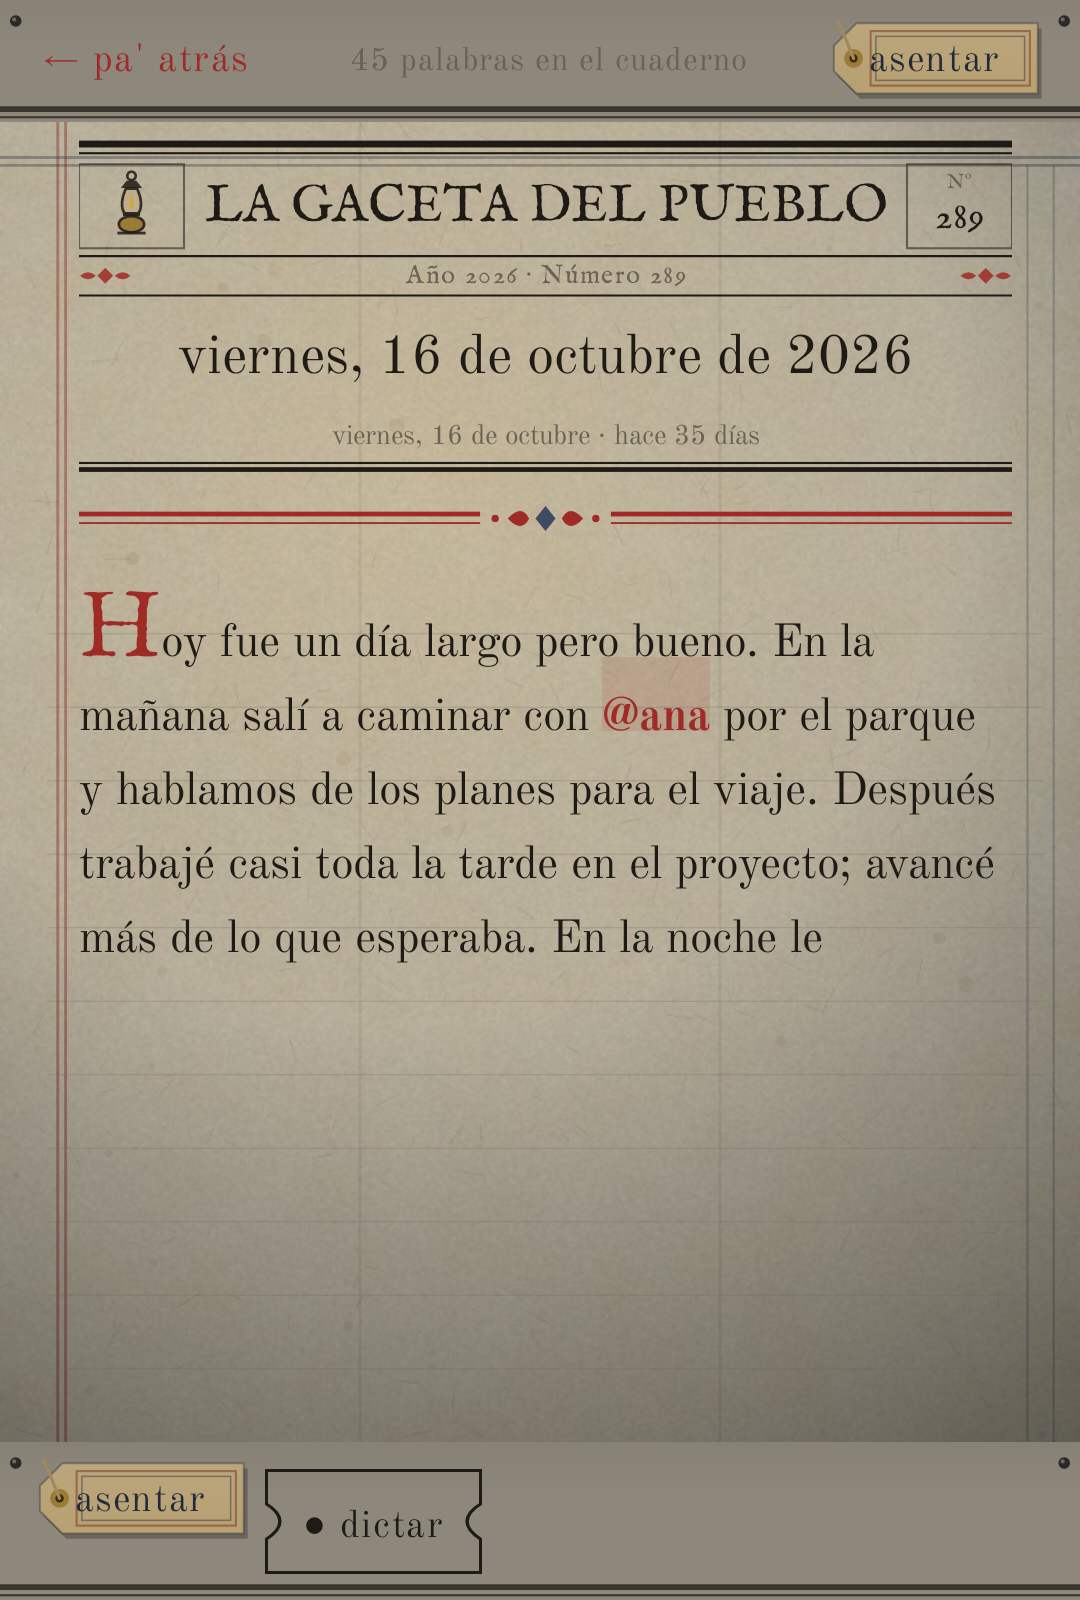 ← pa' atrás
45 palabras en el cuaderno
asentar
LA GACETA DEL PUEBLO
Nº
289
Año 2026 · Número 289
viernes, 16 de octubre de 2026
viernes, 16 de octubre · hace 35 días
Hoy fue un día largo pero bueno. En la
mañana salí a caminar con @ana por el parque
y hablamos de los planes para el viaje. Después
trabajé casi toda la tarde en el proyecto; avancé
más de lo que esperaba. En la noche le
asentar
• dictar